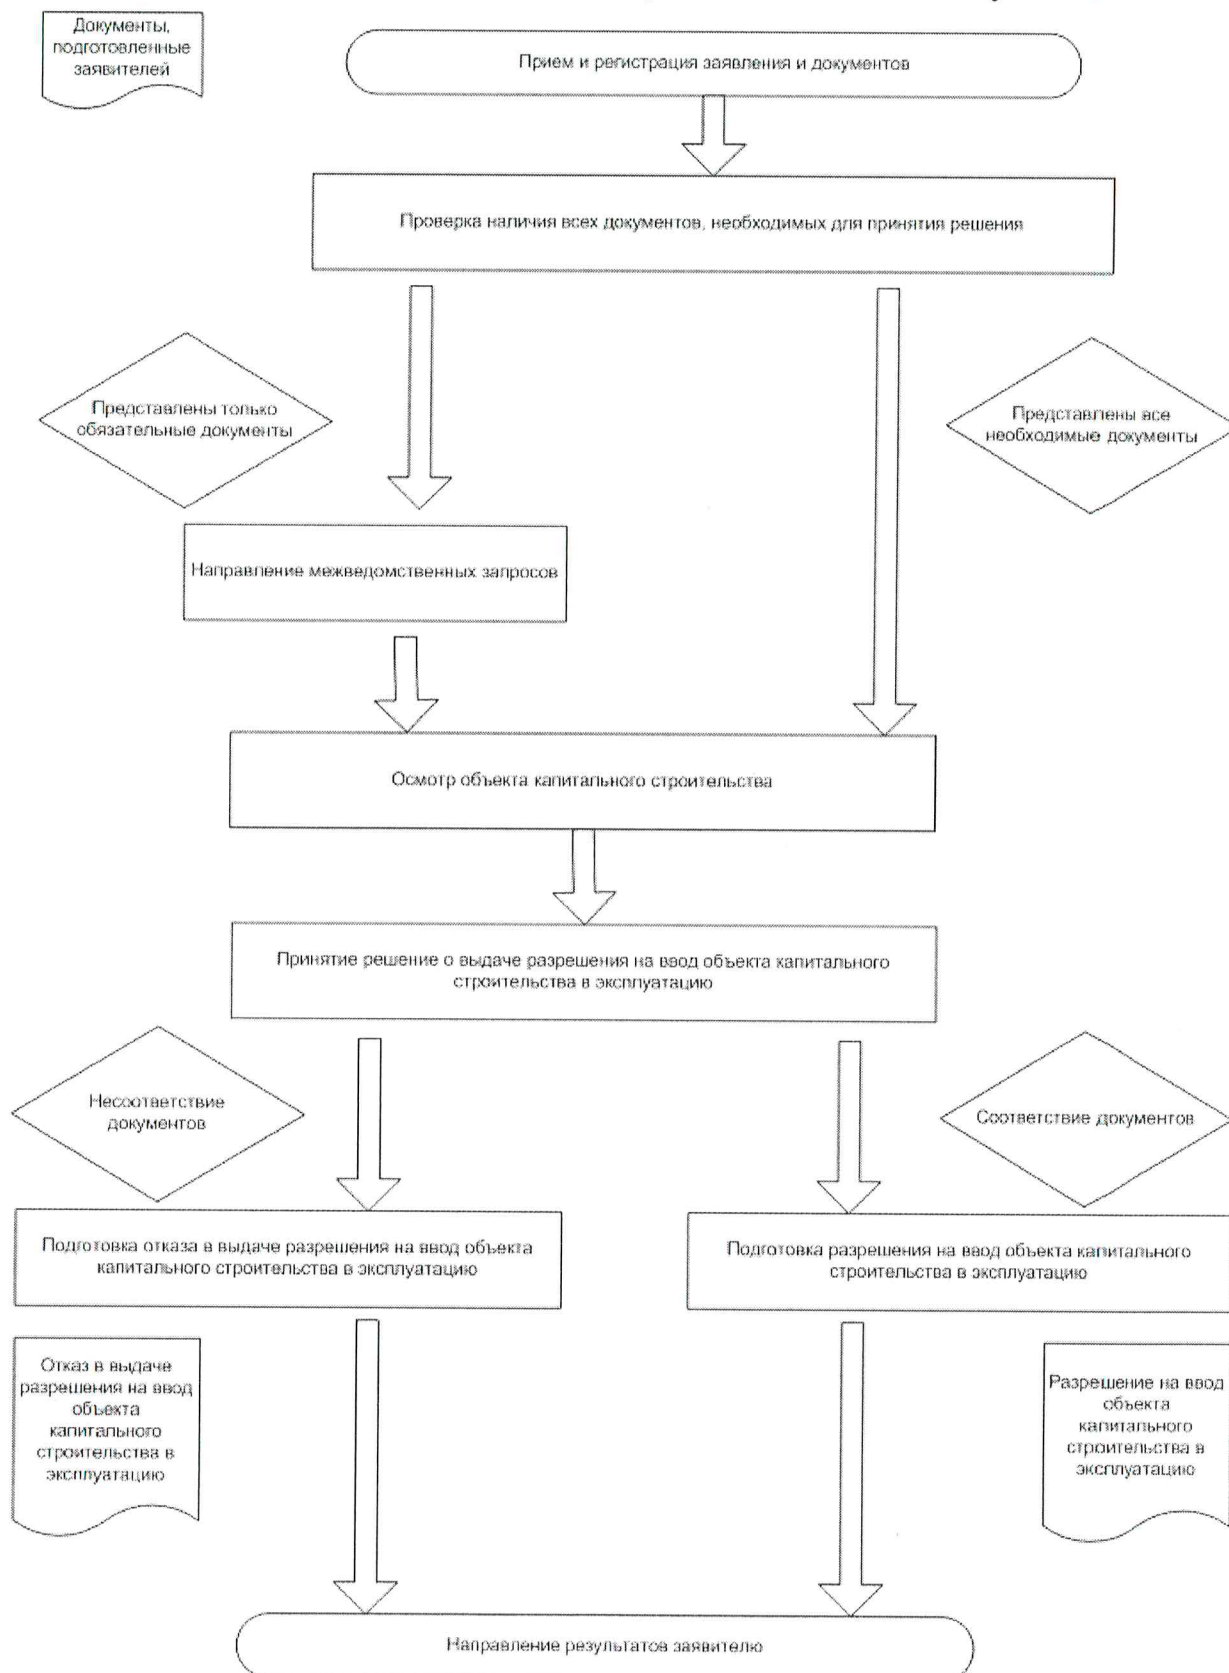 Документы,
подготовленные
заявителей
Прием и регистрация заявления и документов
Проверка наличия всех документов, необходимых для принятия решения
Представлены только
обязательные документы
Представлены все
необходимые документы
Направление межведомственных запросов
Осмотр объекта капитального строительства
Принятие решение о выдаче разрешения на ввод объекта капитального
строительства в эксплуатацию
Несоответствие
документов
Соответствие документов
Подготовка отказа в выдаче разрешения на ввод объекта
капитального строительства в эксплуатацию
Подготовка разрешения на ввод объекта капитального
строительства в эксплуатацию
Отказ в выдаче
разрешения на ввод
объекта
капитального
строительства в
эксплуатацию
Разрешение на ввод
объекта
капитального
строительства в
эксплуатацию
Направление результатов заявителю